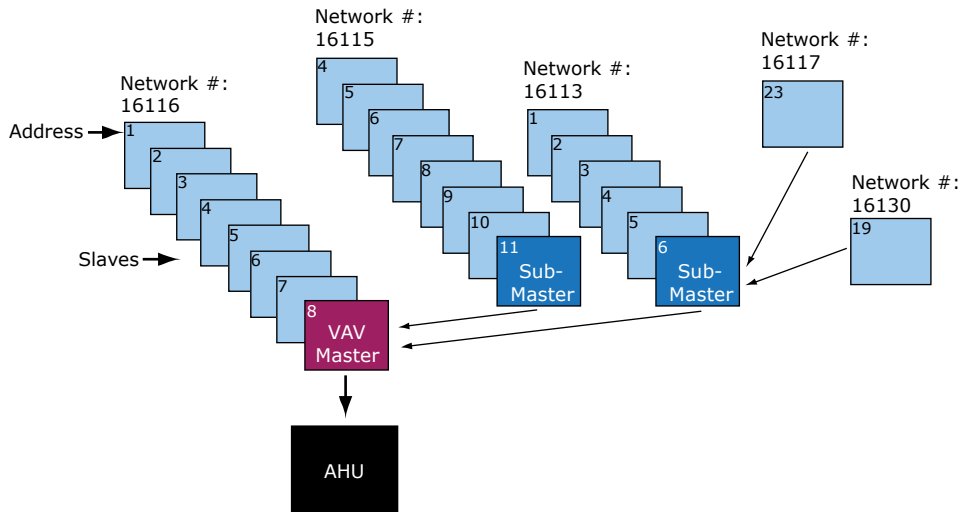 Network #:
16115
Network #:
16117
Network #:
16113
Network #:
16116
Address
1
2
3
4
5
6
7
8
VAV
Master
Slaves
4
5
6
7
8
9
10
11
Sub-
Master
1
2
3
4
5
6
Sub-
Master
23
Network #:
16130
19
AHU